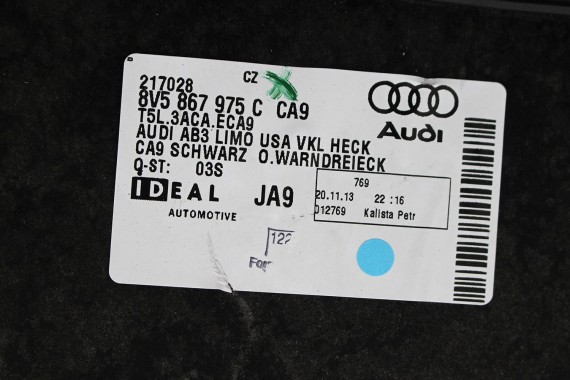 217028 CZ
8V5 867 975 C CA9
T5L.3ACA.ECA9
AUDI AB3 LIMO USA VKL HECK
CA9 SCHWARZ O.WARNDREIECK
Q-ST: 03S
IDEAL
AUTOMOTIVE
JA9
Audi
769
20.11.13 22:16
012769 Kalista Petr
122